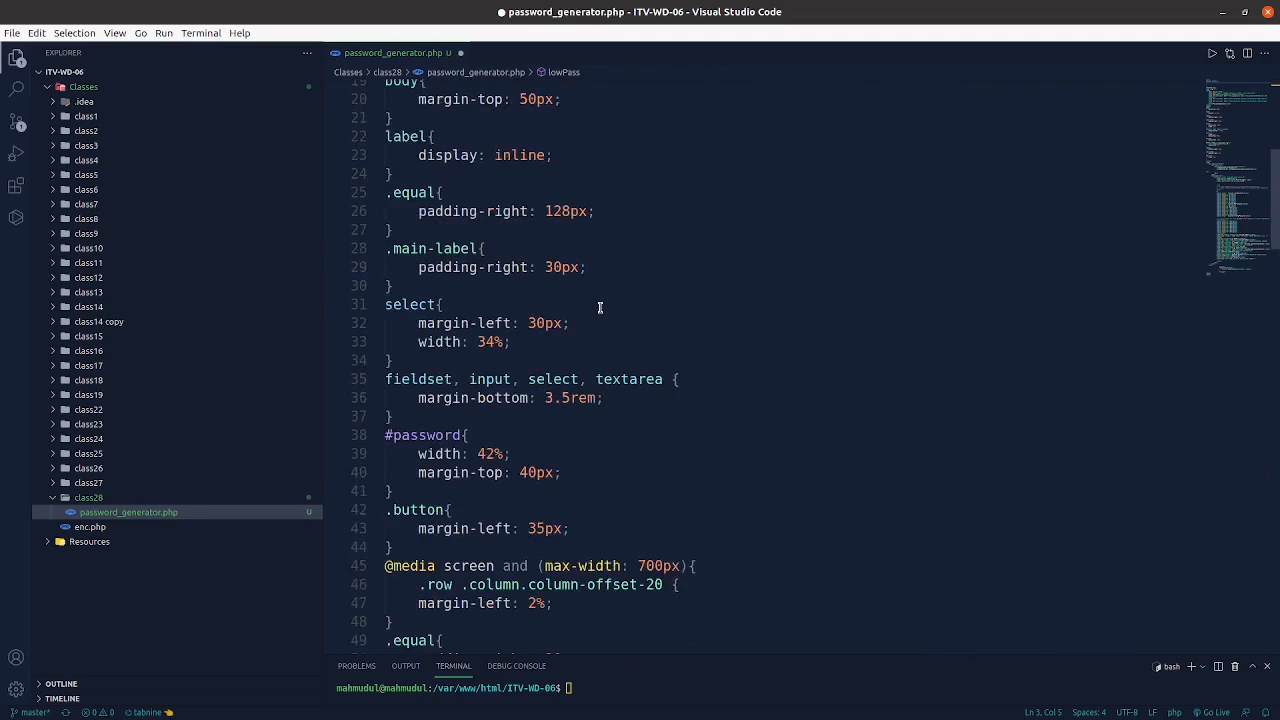 password_generator.php - ITV-WD-06 - Visual Studio Code
File Edit Selection View Go Run Terminal Help
EXPLORER
ITV-WD-06
Classes
.idea
class1
class2
class3
class4
class5
class6
class7
class8
class9
class10
class11
class12
class13
class14
class14 copy
class15
class16
class17
class18
class19
class22
class23
class24
class25
class26
class27
class28
password_generator.php U
enc.php
Resources
OUTLINE
TIMELINE
password_generator.php U
Classes class28 password_generator.php lowPass
19 body{
20 margin-top: 50px;
21 }
22 label{
23 display: inline;
24 }
25 .equal{
26 padding-right: 128px;
27 }
28 .main-label{
29 padding-right: 30px;
30 }
31 select{
32 margin-left: 30px;
33 width: 34%;
34 }
35 fieldset, input, select, textarea {
36 margin-bottom: 3.5rem;
37 }
38 #password{
39 width: 42%;
40 margin-top: 40px;
41 }
42 .button{
43 margin-left: 35px;
44 }
45 @media screen and (max-width: 700px){
46 .row .column.column-offset-20 {
47 margin-left: 2%;
48 }
49 .equal{
PROBLEMS OUTPUT TERMINAL DEBUG CONSOLE
bash
mahmudul@mahmudul:/var/www/html/ITV-WD-06$
master* 0 0 tabnine Ln 3, Col 5 Spaces: 4 UTF-8 LF php Go Live